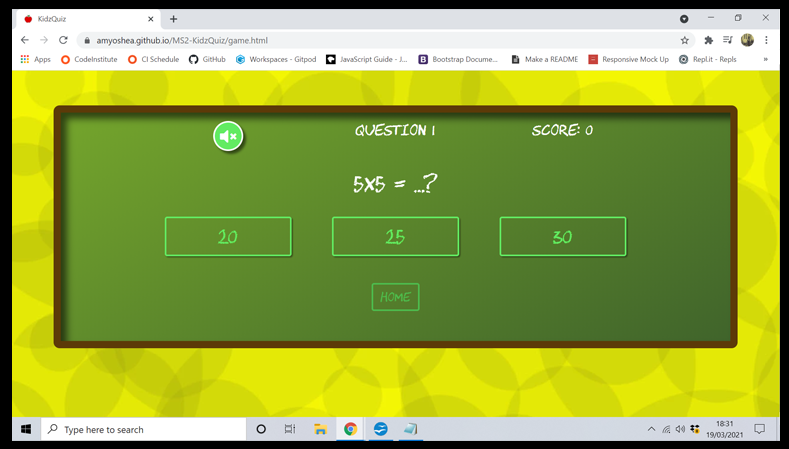 KidzQuiz
amyoshea.github.io/MS2-KidzQuiz/game.html
Apps CodeInstitute CI Schedule GitHub Workspaces - Gitpod JavaScript Guide - J... Bootstrap Docume... Make a README Responsive Mock Up Repl.it - Repls »
QUESTION 1 SCORE: 0
5X5 = ...?
20 25 30
HOME
Type here to search
18:31
19/03/2021